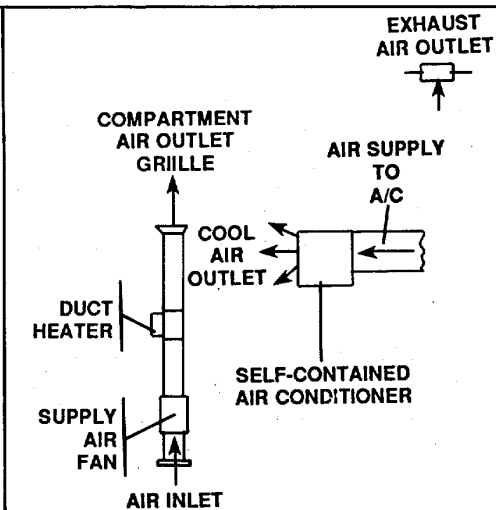 EXHAUST
AIR OUTLET
COMPARTMENT
AIR OUTLET
GRIILLE
AIR SUPPLY
TO
A/C
COOL
AIR
OUTLET
DUCT
HEATER
SELF-CONTAINED
AIR CONDITIONER
SUPPLY
AIR
FAN
AIR INLET